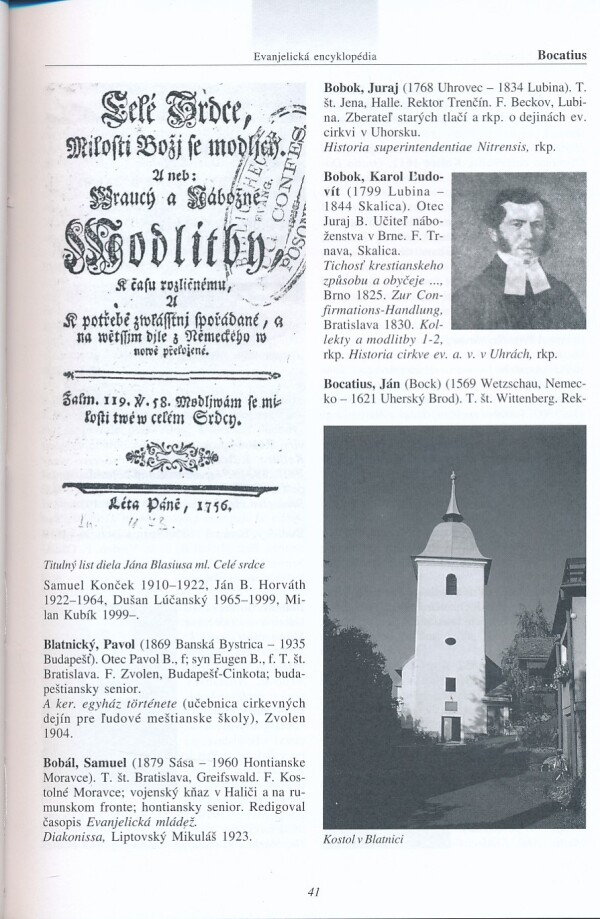 Evanjelická encyklopédia
Bocatius
Celé Srdce,
Milosti Boží se modlicý.
A neb:
Wraucý a Nábožné
Modlitby,
K času rozličnému,
A
K potřebě zwlásstnj spořádané, a
na wětssjm djle z Německého w
nowě přeložené.
Žalm. 119. V. 58. Modljwám se mi-
losti twé w celém Srdcy.
Léta Páně, 1756.
Titulný list diela Jána Blasiusa ml. Celé srdce
Samuel Konček 1910–1922, Ján B. Horváth
1922–1964, Dušan Lúčanský 1965–1999, Mi-
lan Kubík 1999–.
Blatnický, Pavol (1869 Banská Bystrica – 1935
Budapešť). Otec Pavol B., f; syn Eugen B., f. T. št.
Bratislava. F. Zvolen, Budapešť-Cinkota; buda-
peštiansky senior.
A ker. egyház története (učebnica cirkevných
dejín pre ľudové meštianske školy), Zvolen
1904.
Bobál, Samuel (1879 Sása – 1960 Hontianske
Moravce). T. št. Bratislava, Greifswald. F. Kos-
tolné Moravce; vojenský kňaz v Haliči a na ru-
munskom fronte; hontiansky senior. Redigoval
časopis Evanjelická mládež.
Diakonissa, Liptovský Mikuláš 1923.
Bobok, Juraj (1768 Uhrovec – 1834 Lubina). T.
št. Jena, Halle. Rektor Trenčín. F. Beckov, Lubi-
na. Zberateľ starých tlačí a rkp. o dejinách ev.
cirkvi v Uhorsku.
Historia superintendentiae Nitrensis, rkp.
Bobok, Karol Ľudo-
vít (1799 Lubina –
1844 Skalica). Otec
Juraj B. Učiteľ nábo-
ženstva v Brne. F. Tr-
nava, Skalica.
Tichosť krestianskeho
způsobu a obyčeje ...,
Brno 1825. Zur Con-
firmations-Handlung,
Bratislava 1830. Kol-
lekty a modlitby 1-2,
rkp. Historia cirkve ev. a. v. v Uhrách, rkp.
Bocatius, Ján (Bock) (1569 Wetzschau, Nemec-
ko – 1621 Uherský Brod). T. št. Wittenberg. Rek-
Kostol v Blatnici
41